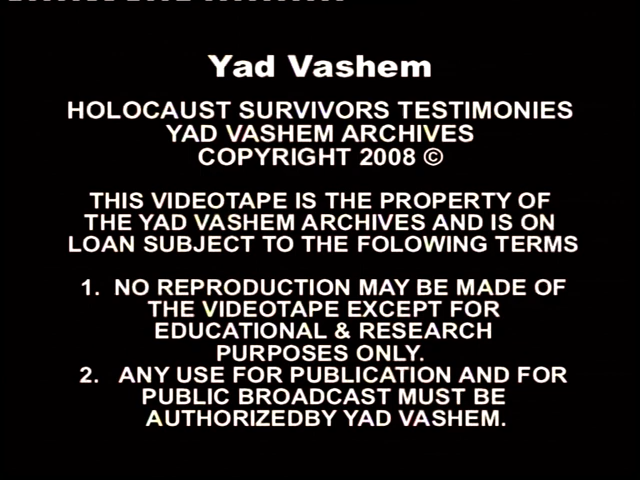 Yad Vashem
HOLOCAUST SURVIVORS TESTIMONIES
YAD VASHEM ARCHIVES
COPYRIGHT 2008 ©
THIS VIDEOTAPE IS THE PROPERTY OF
THE YAD VASHEM ARCHIVES AND IS ON
LOAN SUBJECT TO THE FOLOWING TERMS
1. NO REPRODUCTION MAY BE MADE OF
THE VIDEOTAPE EXCEPT FOR
EDUCATIONAL & RESEARCH
PURPOSES ONLY.
2. ANY USE FOR PUBLICATION AND FOR
PUBLIC BROADCAST MUST BE
AUTHORIZEDBY YAD VASHEM.